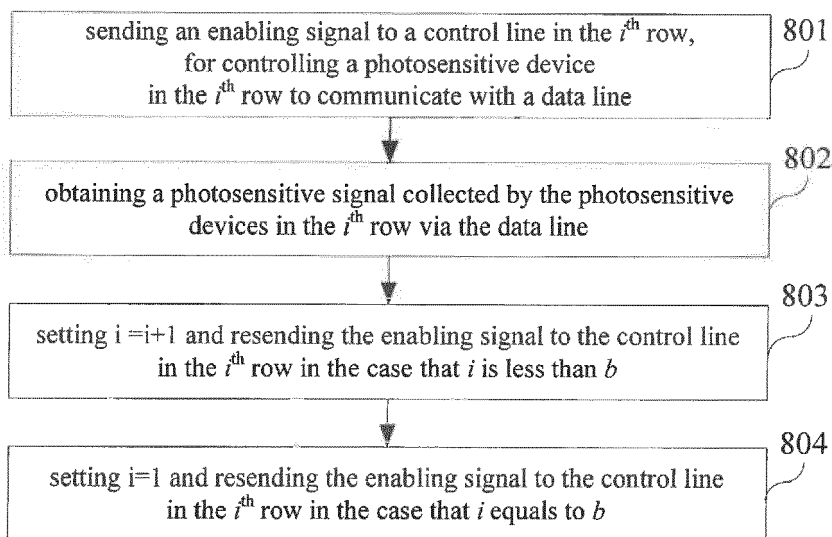 sending an enabling signal to a control line in the iᵗʰ row,
for controlling a photosensitive device
in the iᵗʰ row to communicate with a data line
801
obtaining a photosensitive signal collected by the photosensitive
devices in the iᵗʰ row via the data line
802
setting i =i+1 and resending the enabling signal to the control line
in the iᵗʰ row in the case that i is less than b
803
setting i=1 and resending the enabling signal to the control line
in the iᵗʰ row in the case that i equals to b
804